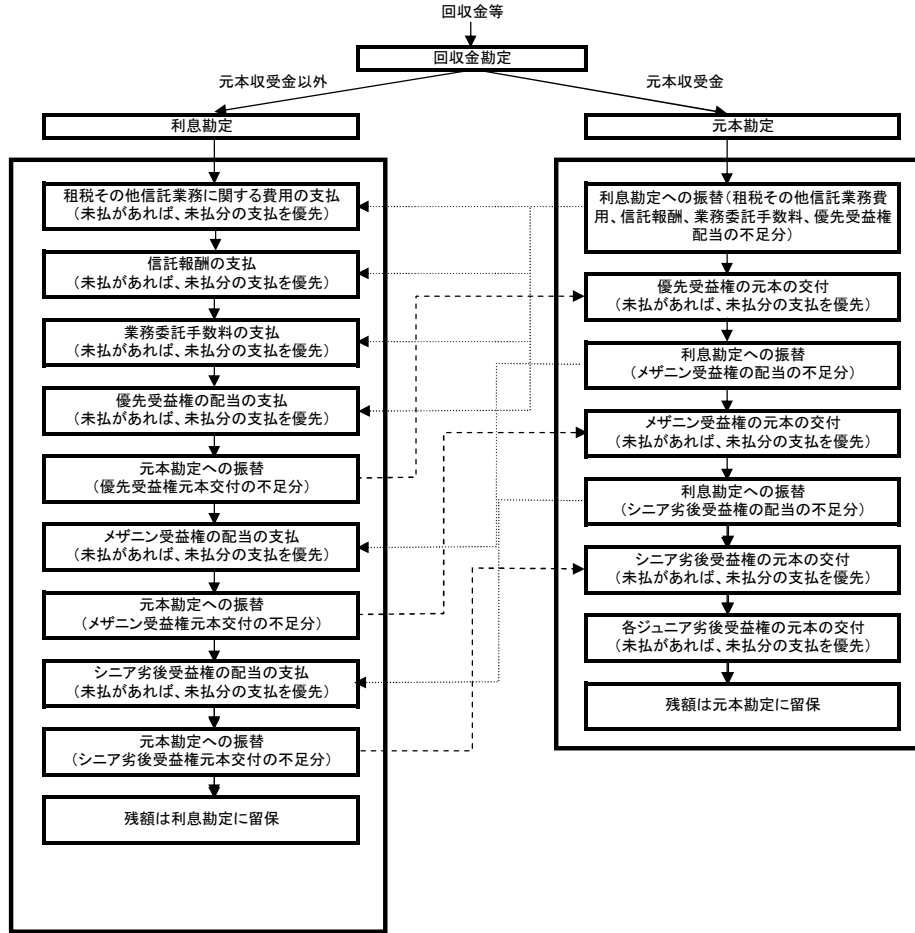 回収金等
回収金勘定
元本収受金以外
元本収受金
利息勘定
租税その他信託業務に関する費用の支払
(未払があれば、未払分の支払を優先)
信託報酬の支払
(未払があれば、未払分の支払を優先)
業務委託手数料の支払
(未払があれば、未払分の支払を優先)
優先受益権の配当の支払
(未払があれば、未払分の支払を優先)
元本勘定への振替
(優先受益権元本交付の不足分)
メザニン受益権の配当の支払
(未払があれば、未払分の支払を優先)
元本勘定への振替
(メザニン受益権元本交付の不足分)
シニア劣後受益権の配当の支払
(未払があれば、未払分の支払を優先)
元本勘定への振替
(シニア劣後受益権元本交付の不足分)
残額は利息勘定に留保
元本勘定
利息勘定への振替(租税その他信託業務費
用、信託報酬、業務委託手数料、優先受益権
配当の不足分)
優先受益権の元本の交付
(未払があれば、未払分の支払を優先)
利息勘定への振替
(メザニン受益権の配当の不足分)
メザニン受益権の元本の交付
(未払があれば、未払分の支払を優先)
利息勘定への振替
(シニア劣後受益権の配当の不足分)
シニア劣後受益権の元本の交付
(未払があれば、未払分の支払を優先)
各ジュニア劣後受益権の元本の交付
(未払があれば、未払分の支払を優先)
残額は元本勘定に留保